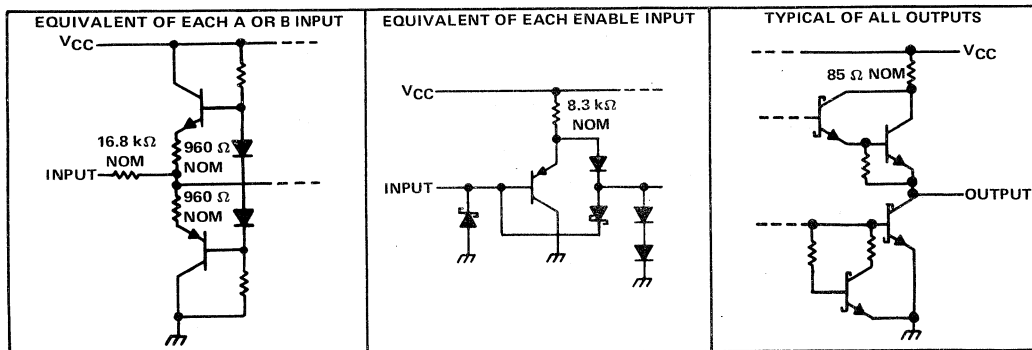 EQUIVALENT OF EACH A OR B INPUT
VCC
16.8 kΩ
NOM
960 Ω
NOM
INPUT
960 Ω
NOM
EQUIVALENT OF EACH ENABLE INPUT
VCC
8.3 kΩ
NOM
INPUT
TYPICAL OF ALL OUTPUTS
VCC
85 Ω NOM
OUTPUT